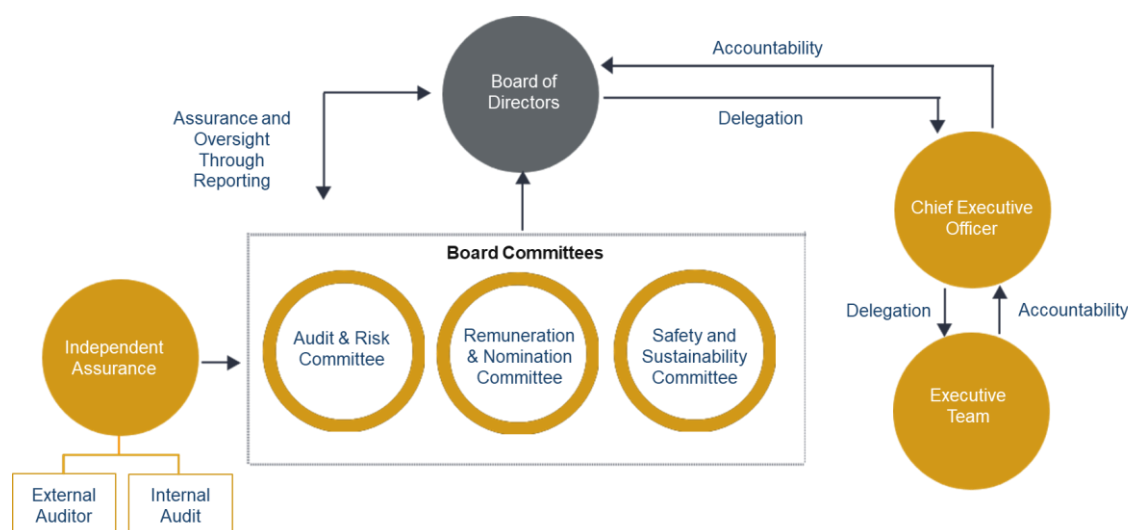 Accountability
Board of
Directors
Delegation
Assurance and
Oversight
Through
Reporting
Chief Executive
Officer
Board Committees
Audit & Risk
Committee
Remuneration
& Nomination
Committee
Safety and
Sustainability
Committee
Independent
Assurance
Delegation
Accountability
Executive
Team
External
Auditor
Internal
Audit